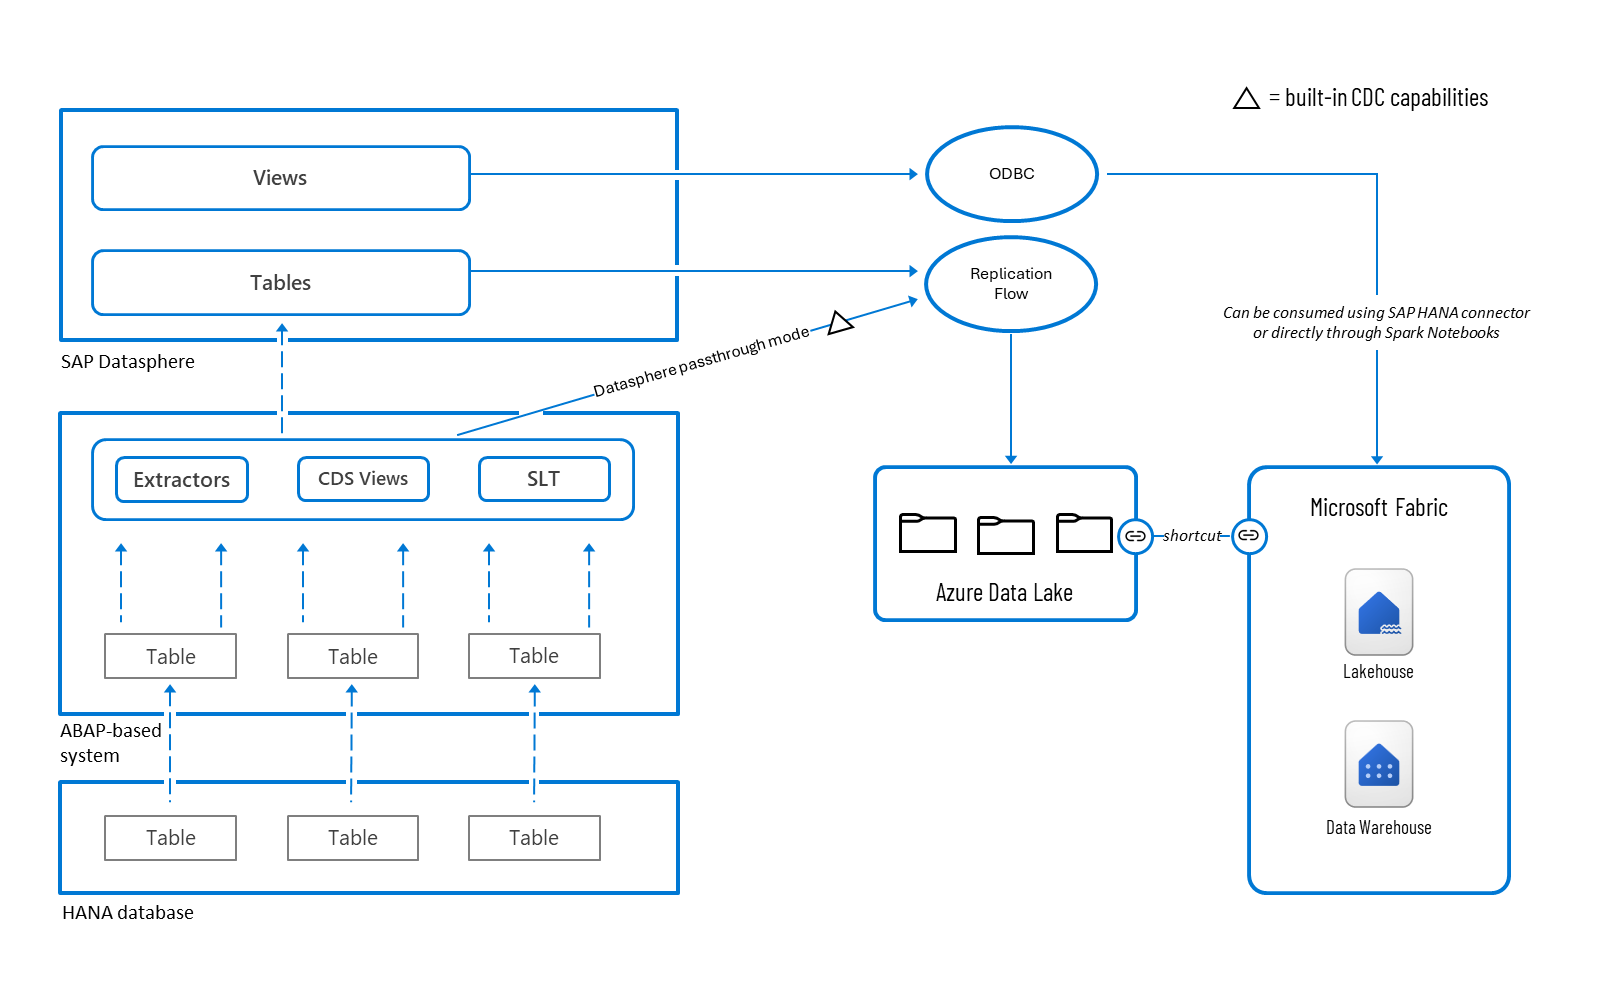 = built-in CDC capabilities
Views
ODBC
Tables
Replication
Flow
Can be consumed using SAP HANA connector
or directly through Spark Notebooks
SAP Datasphere
Datasphere passthrough mode
Extractors
CDS Views
SLT
Microsoft Fabric
shortcut
Azure Data Lake
Table
Table
Table
Lakehouse
ABAP-based
system
Table
Table
Table
Data Warehouse
HANA database